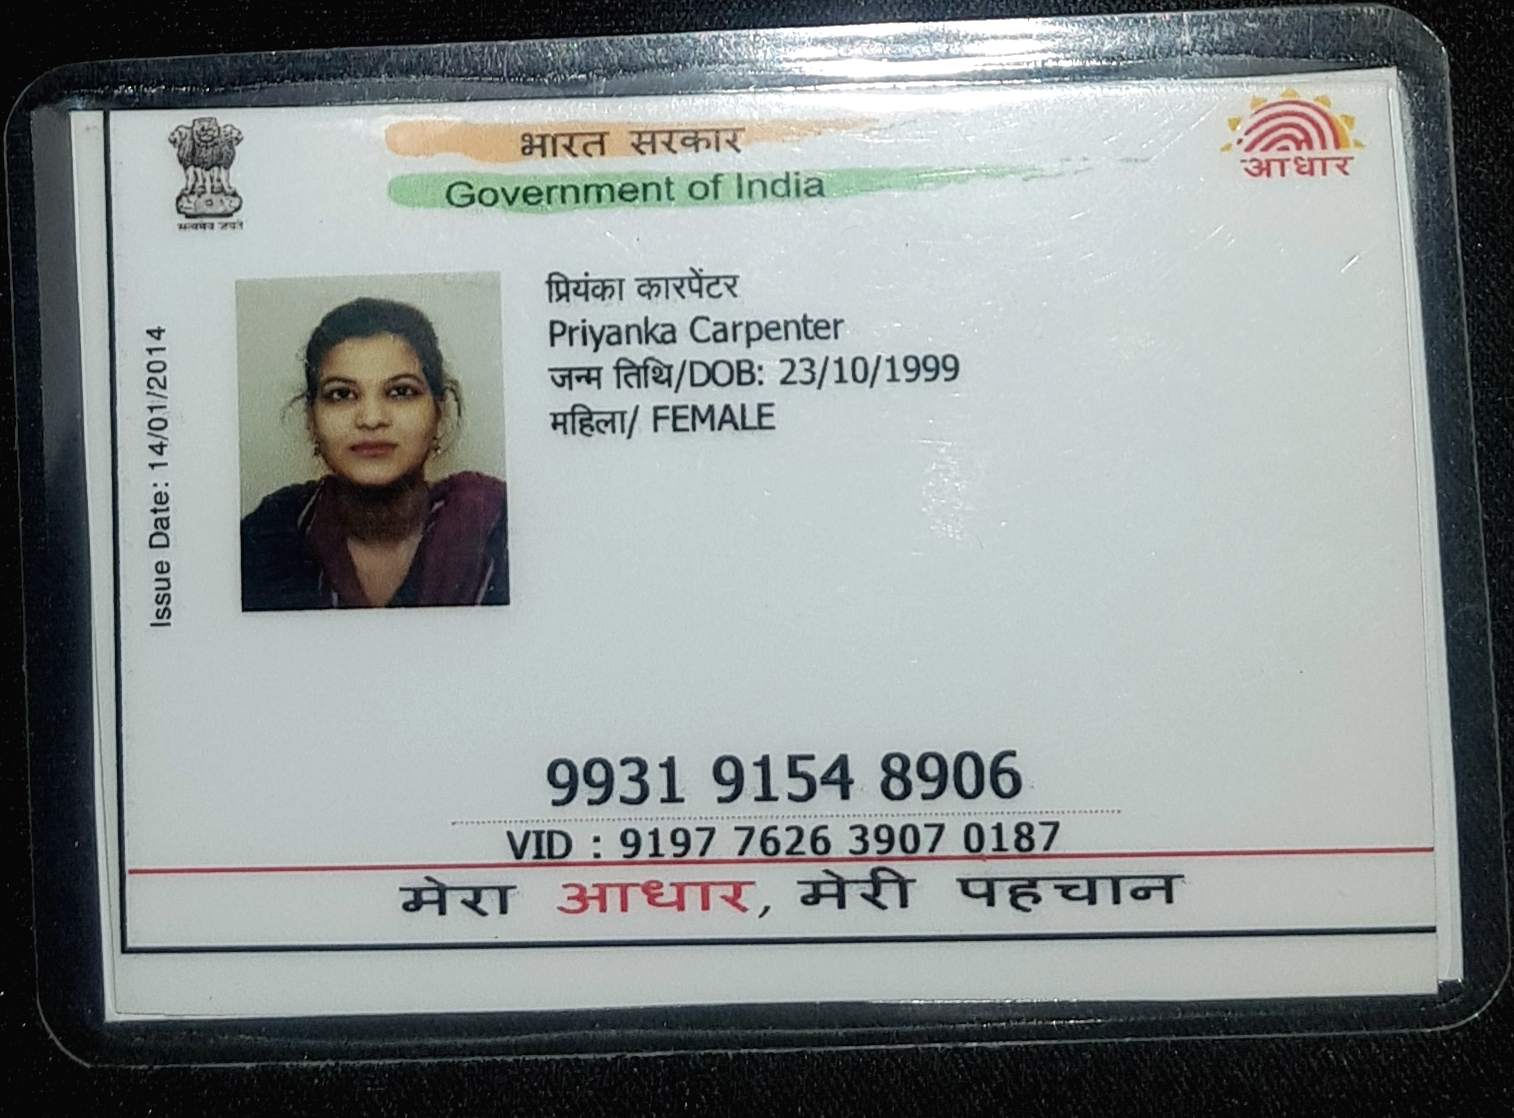 भारत सरकार
Government of India
आधार
सत्यमेव जयते
Issue Date: 14/01/2014
प्रियंका कारपेंटर
Priyanka Carpenter
जन्म तिथि/DOB: 23/10/1999
महिला/ FEMALE
9931 9154 8906
VID : 9197 7626 3907 0187
मेरा आधार, मेरी पहचान